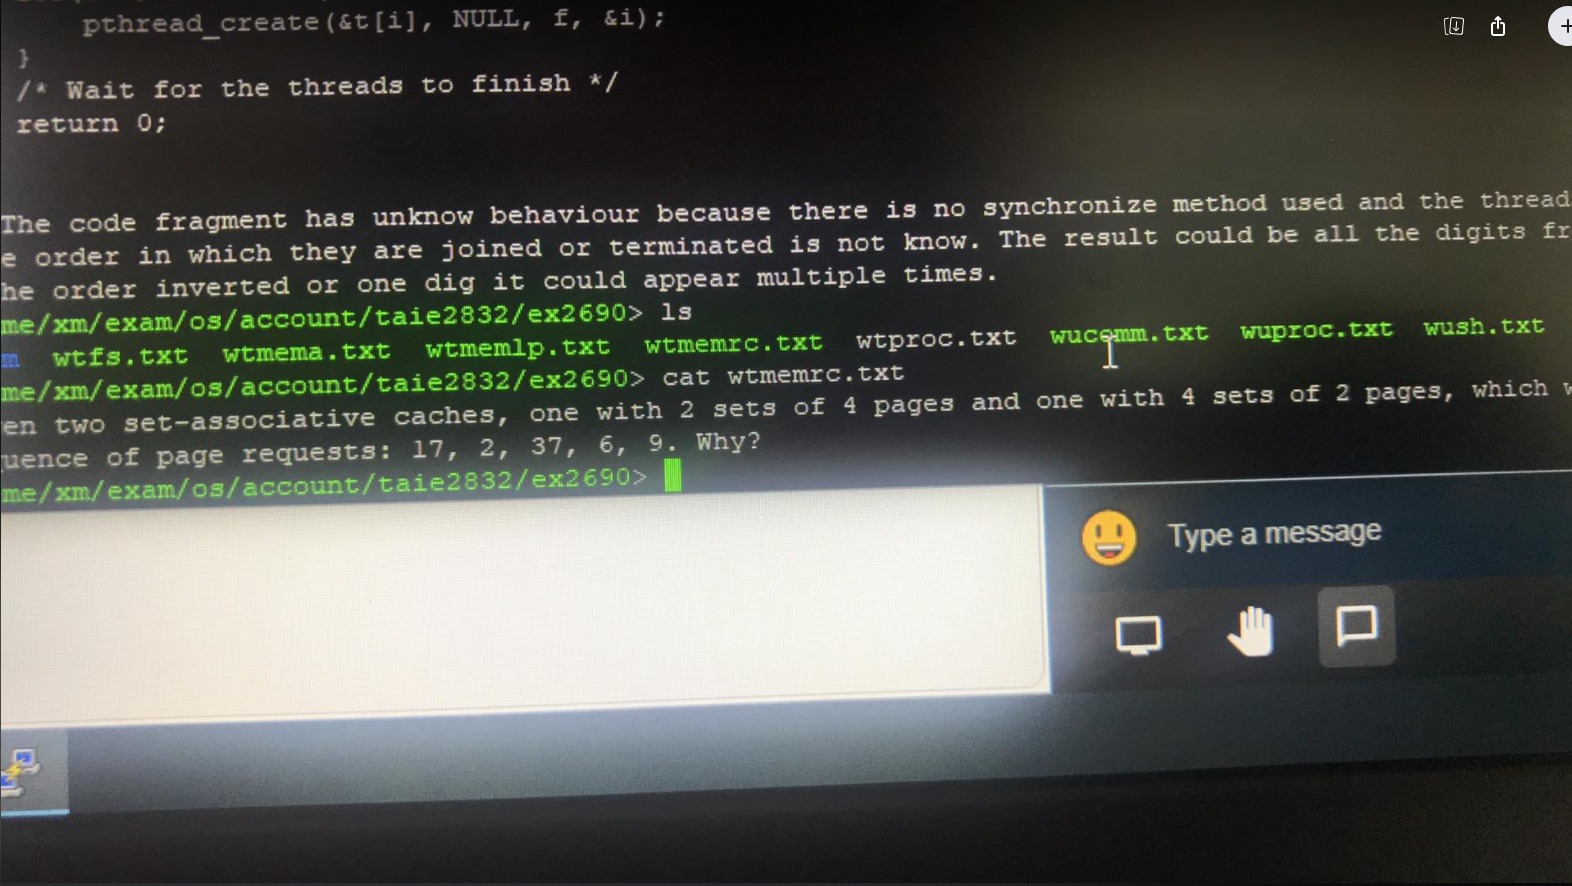 pthread_create(&t[i], NULL, f, &i);
}
/* Wait for the threads to finish */
return 0;
The code fragment has unknow behaviour because there is no synchronize method used and the thread
e order in which they are joined or terminated is not know. The result could be all the digits fr
he order inverted or one dig it could appear multiple times.
me/xm/exam/os/account/taie2832/ex2690> ls
m wtfs.txt wtmema.txt wtmemlp.txt wtmemrc.txt wtproc.txt wucomm.txt wuproc.txt wush.txt
me/xm/exam/os/account/taie2832/ex2690> cat wtmemrc.txt
en two set-associative caches, one with 2 sets of 4 pages and one with 4 sets of 2 pages, which w
uence of page requests: 17, 2, 37, 6, 9. Why?
me/xm/exam/os/account/taie2832/ex2690>
Type a message